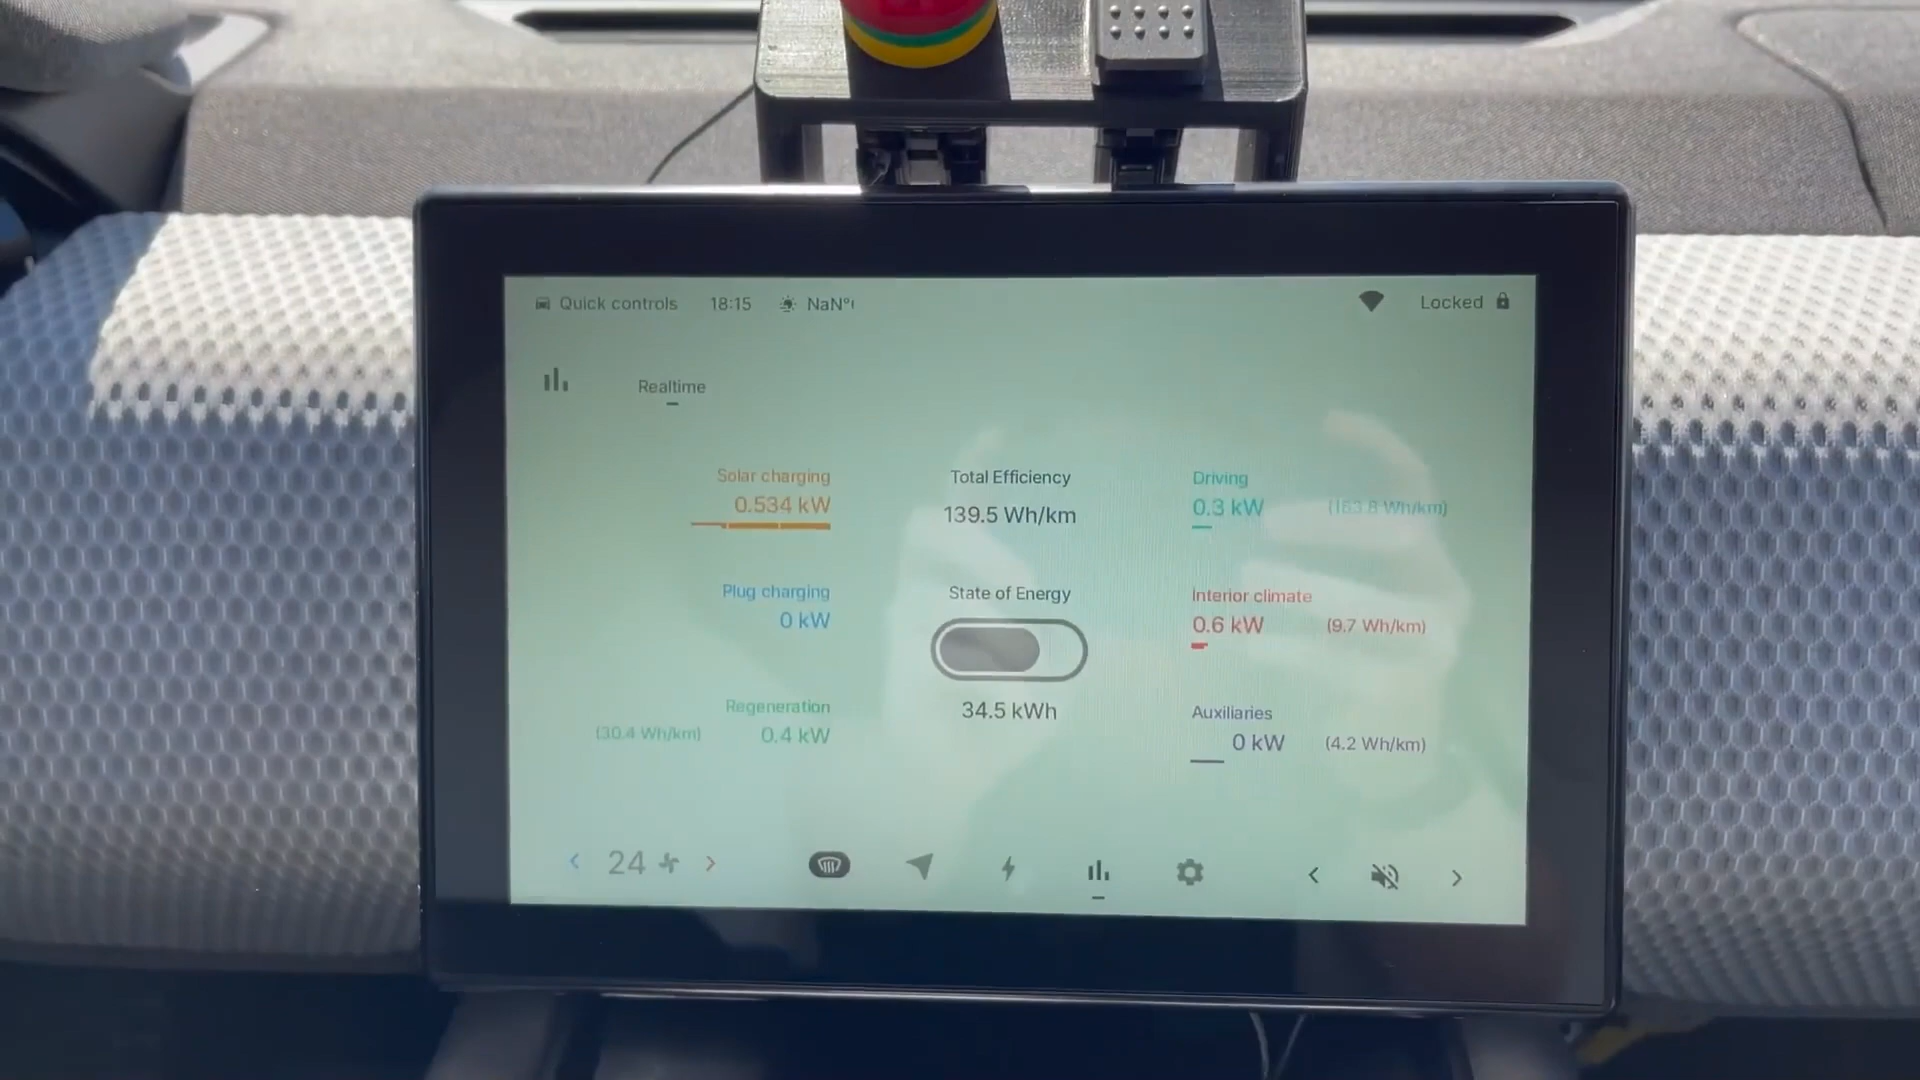 Quick controls 18:15 NaN°
Locked
Realtime
Solar charging
0.534 kW
Total Efficiency
139.5 Wh/km
Driving
0.3 kW (163.8 Wh/km)
Plug charging
0 kW
State of Energy
34.5 kWh
Interior climate
0.6 kW (9.7 Wh/km)
Regeneration
(30.4 Wh/km) 0.4 kW
Auxiliaries
0 kW (4.2 Wh/km)
24